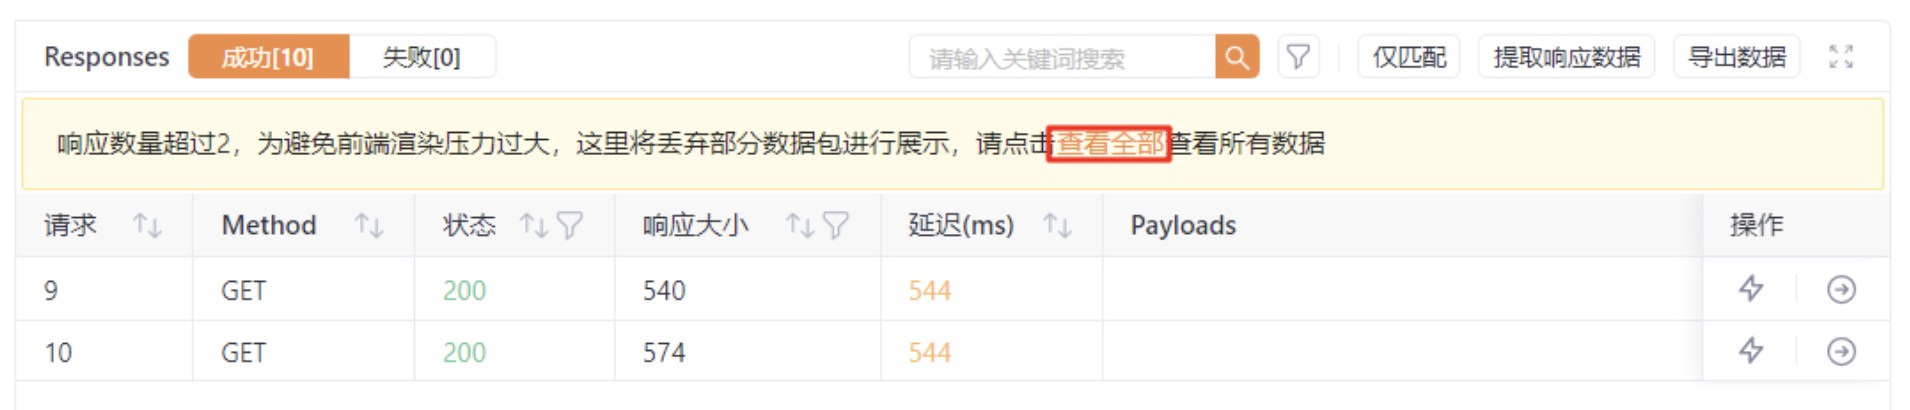 Responses 成功[10] 失败[0] 请输入关键词搜索 仅匹配 提取响应数据 导出数据
响应数量超过2，为避免前端渲染压力过大，这里将丢弃部分数据包进行展示，请点击查看全部查看所有数据
请求 Method 状态 响应大小 延迟(ms) Payloads 操作
9 GET 200 540 544
10 GET 200 574 544